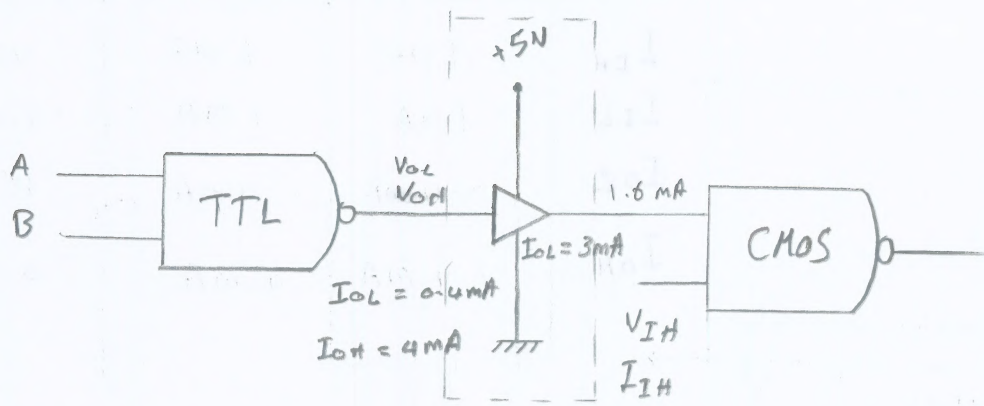 +5V
A
B
TTL
VOL
VOH
IOL = 0.4mA
IOH = 4mA
IOL = 3mA
1.6 mA
CMOS
VIH
IIH